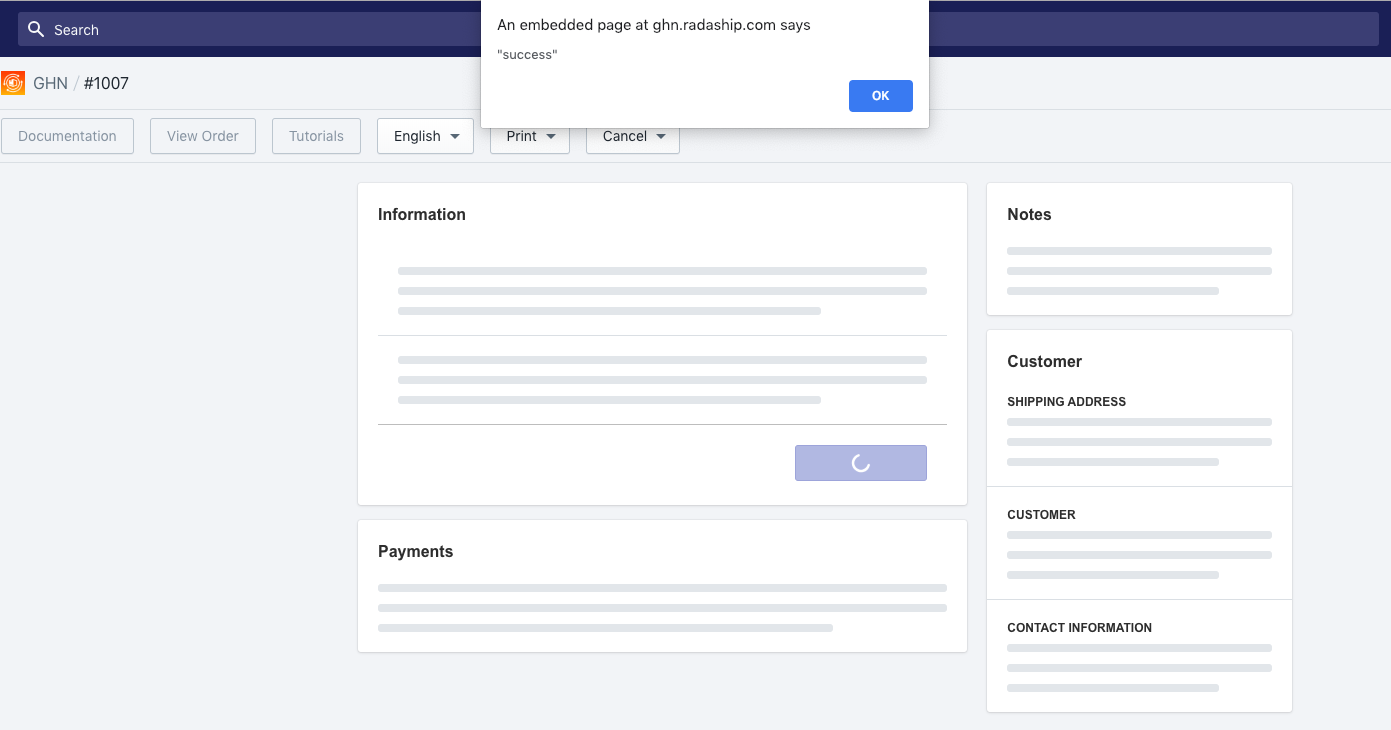 Search
An embedded page at ghn.radaship.com says
"success"
OK
GHN / #1007
Documentation
View Order
Tutorials
English
Print
Cancel
Information
Payments
Notes
Customer
SHIPPING ADDRESS
CUSTOMER
CONTACT INFORMATION